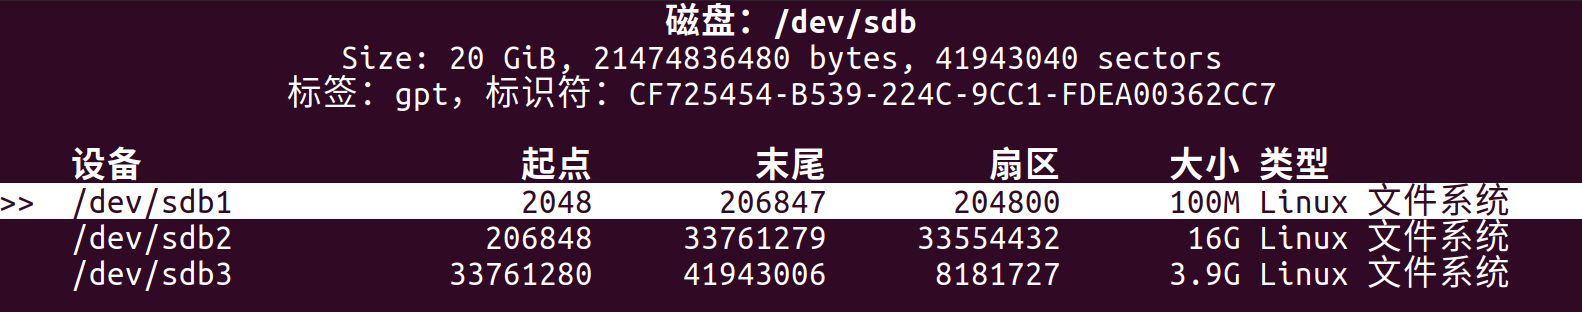 磁盘：/dev/sdb
Size: 20 GiB, 21474836480 bytes, 41943040 sectors
标签：gpt，标识符：CF725454-B539-224C-9CC1-FDEA00362CC7
设备 起点 末尾 扇区 大小 类型
>> /dev/sdb1 2048 206847 204800 100M Linux 文件系统
/dev/sdb2 206848 33761279 33554432 16G Linux 文件系统
/dev/sdb3 33761280 41943006 8181727 3.9G Linux 文件系统